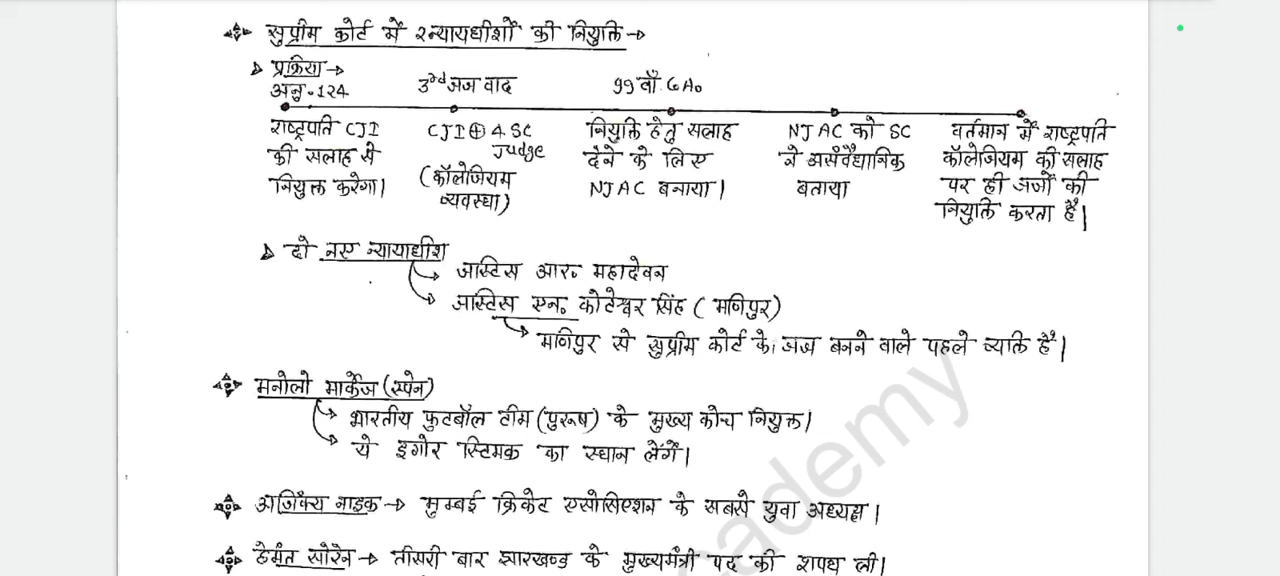 सुप्रीम कोर्ट में २न्यायधीशों की नियुक्ति→
प्रक्रिया→
अनु.124
3rd जज वाद
99 वाँ CA.
राष्ट्रपति CJI
की सलाह से
नियुक्त करेगा।
CJI⊕4 SC
Judge
(कॉलेजियम
व्यवस्था)
नियुक्ति हेतु सलाह
देने के लिए
NJAC बनाया।
NJAC को SC
ने असंवैधानिक
बताया
वर्तमान में राष्ट्रपति
कॉलेजियम की सलाह
पर ही जजों की
नियुक्ति करता है।
दो नए न्यायाधीश
जस्टिस आर. महादेवन
जस्टिस एन. कोटेश्वर सिंह (मणिपुर)
मणिपुर से सुप्रीम कोर्ट के जज बनने वाले पहले व्यक्ति हैं।
मनोलो मार्केज (स्पेन)
भारतीय फुटबॉल टीम (पुरूष) के मुख्य कोच नियुक्त।
ये इगोर स्टिमक का स्थान लेंगें।
अजिंक्य नाइक→ मुम्बई क्रिकेट एसोसिएशन के सबसे युवा अध्यक्ष।
हेमंत सोरेन→ तीसरी बार झारखण्ड के मुख्यमंत्री पद की शपथ ली।